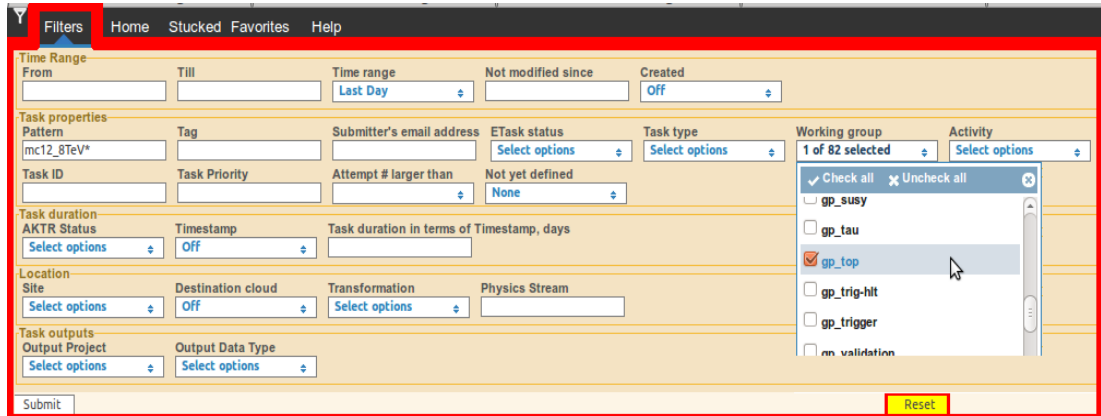 Filters Home Stucked Favorites Help
Time Range
From Till Time range Not modified since Created
Last Day Off
Task properties
Pattern Tag Submitter's email address ETask status Task type Working group Activity
mc12_8TeV* Select options Select options 1 of 82 selected Select options
Task ID Task Priority Attempt # larger than Not yet defined
None
Check all Uncheck all
gp_susy
gp_tau
gp_top
gp_trig-hlt
gp_trigger
gp_validation
Task duration
AKTR Status Timestamp Task duration in terms of Timestamp, days
Select options Off
Location
Site Destination cloud Transformation Physics Stream
Select options Off Select options
Task outputs
Output Project Output Data Type
Select options Select options
Submit Reset